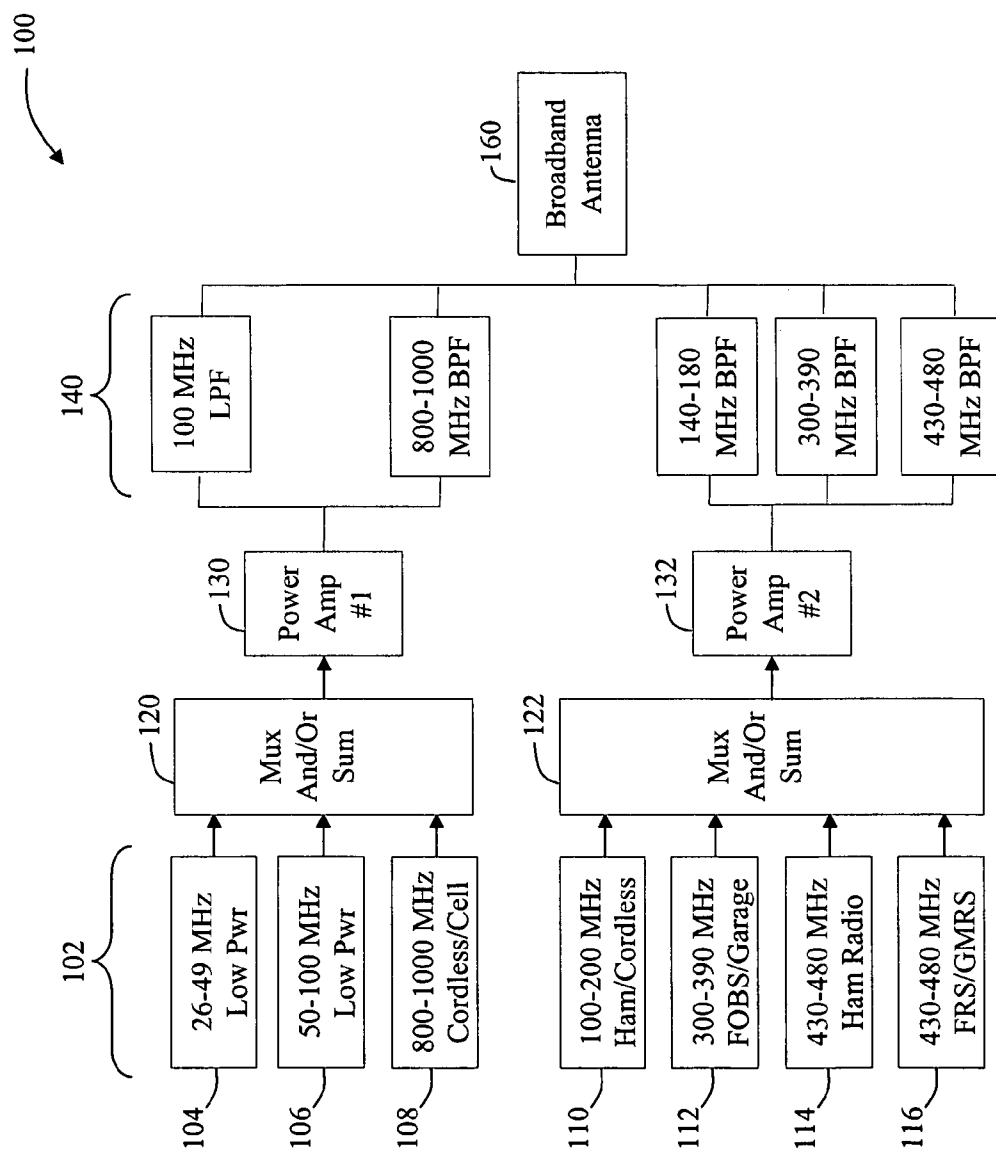 100
102
140
104
26-49 MHz
Low Pwr
106
50-100 MHz
Low Pwr
108
800-1000 MHz
Cordless/Cell
120
Mux
And/Or
Sum
130
Power
Amp
#1
100 MHz
LPF
800-1000
MHz BPF
160
Broadband
Antenna
110
100-200 MHz
Ham/Cordless
112
300-390 MHz
FOBS/Garage
114
430-480 MHz
Ham Radio
116
430-480 MHz
FRS/GMRS
122
Mux
And/Or
Sum
132
Power
Amp
#2
140-180
MHz BPF
300-390
MHz BPF
430-480
MHz BPF